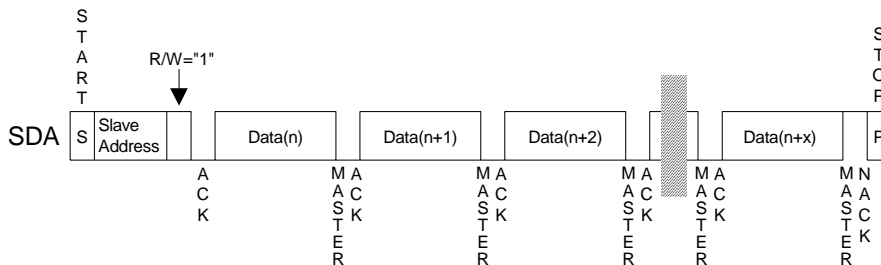 START
STOP
R/W="1"
SDA
S
Slave
Address
Data(n)
Data(n+1)
Data(n+2)
Data(n+x)
P
ACK
MASTER
ACK
MASTER
ACK
MASTER
ACK
MASTER
ACK
MASTER
NACK